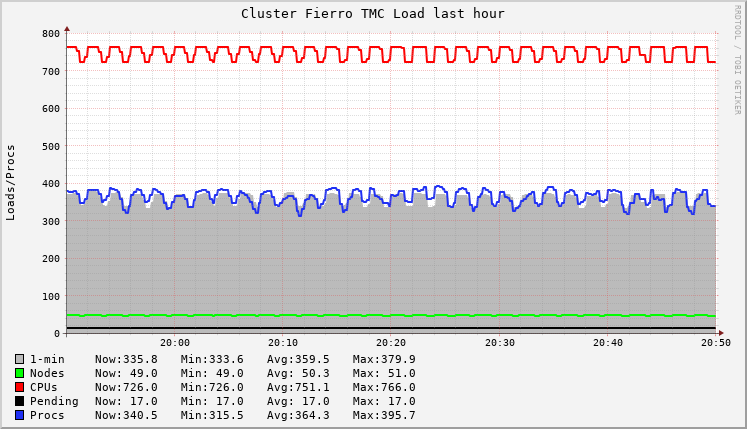 Cluster Fierro TMC Load last hour
RRDTOOL / TOBI OETIKER
Loads/Procs
800
700
600
500
400
300
200
100
0
20:00 20:10 20:20 20:30 20:40 20:50
1-min Now:335.8 Min:333.6 Avg:359.5 Max:379.9
Nodes Now: 49.0 Min: 49.0 Avg: 50.3 Max: 51.0
CPUs Now:726.0 Min:726.0 Avg:751.1 Max:766.0
Pending Now: 17.0 Min: 17.0 Avg: 17.0 Max: 17.0
Procs Now:340.5 Min:315.5 Avg:364.3 Max:395.7